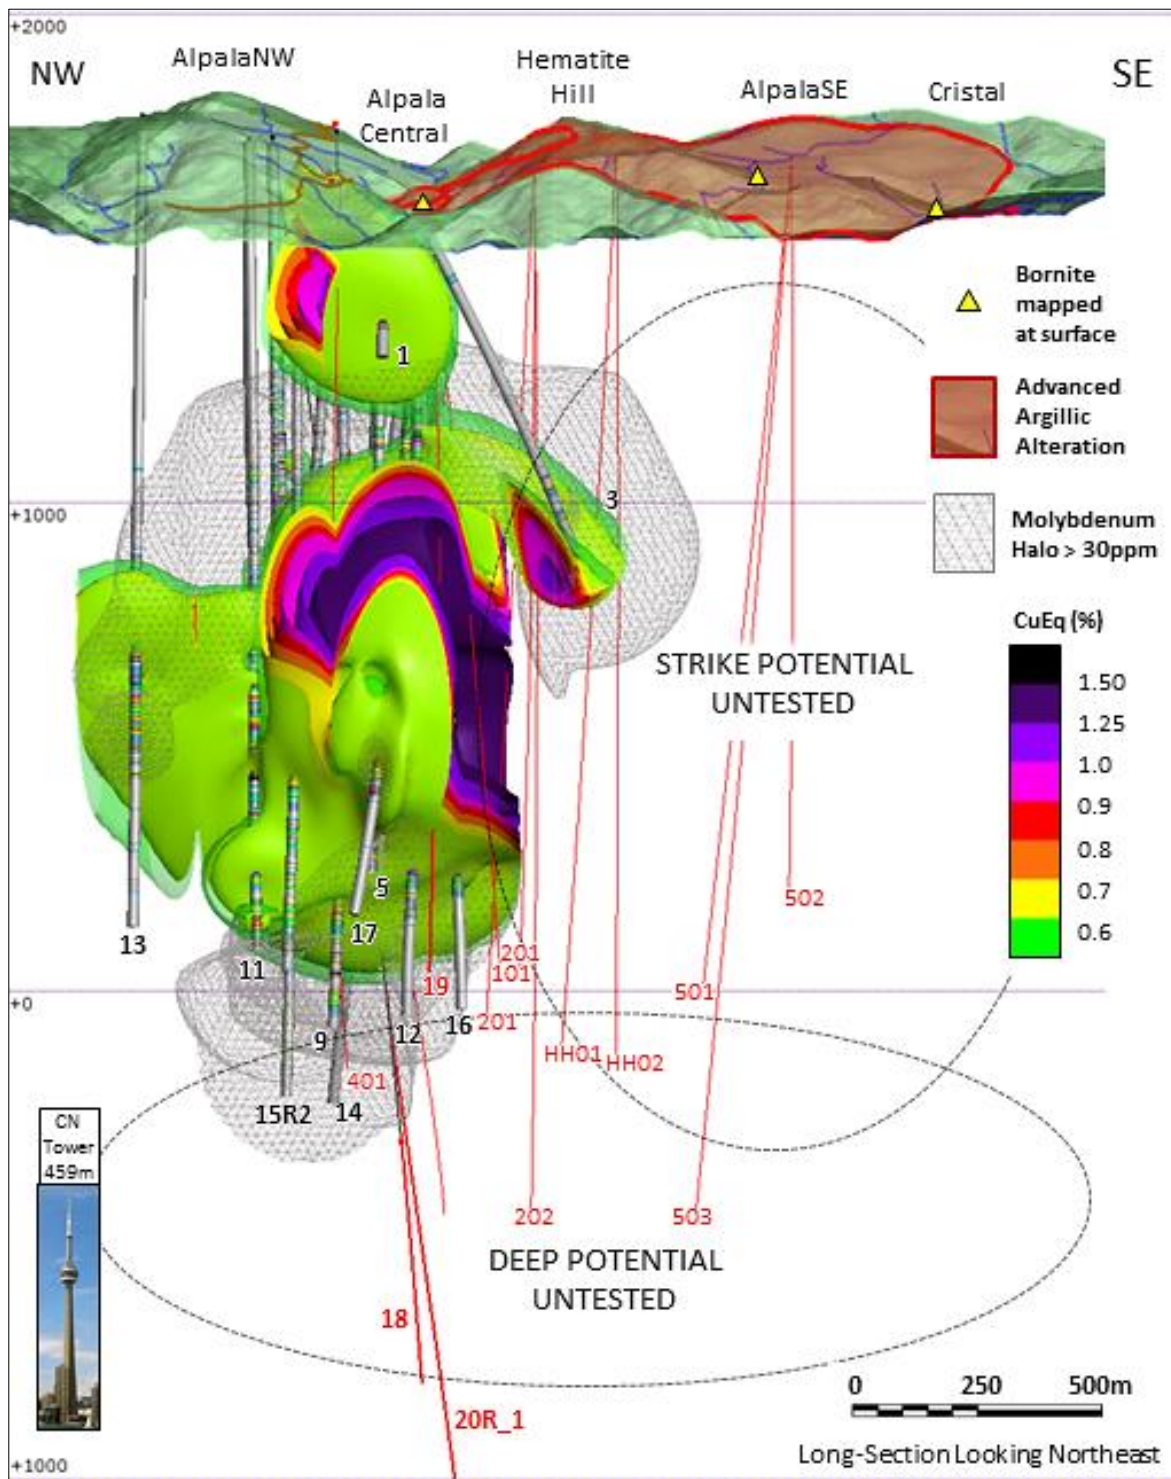 +2000
NW
AlpalaNW
Alpala
Central
Hematite
Hill
AlpalaSE
Cristal
SE
Bornite
mapped
at surface
1
Advanced
Argillic
Alteration
+1000
3
Molybdenum
Halo > 30ppm
CuEq (%)
1.50
1.25
1.0
0.9
0.8
0.7
0.6
STRIKE POTENTIAL
UNTESTED
5
502
13
17
11
201
101
19
501
+0
201
16
12
9
HH01
HH02
401
15R2
14
CN
Tower
459m
202
503
DEEP POTENTIAL
UNTESTED
18
20R_1
0
250
500m
Long-Section Looking Northeast
+1000